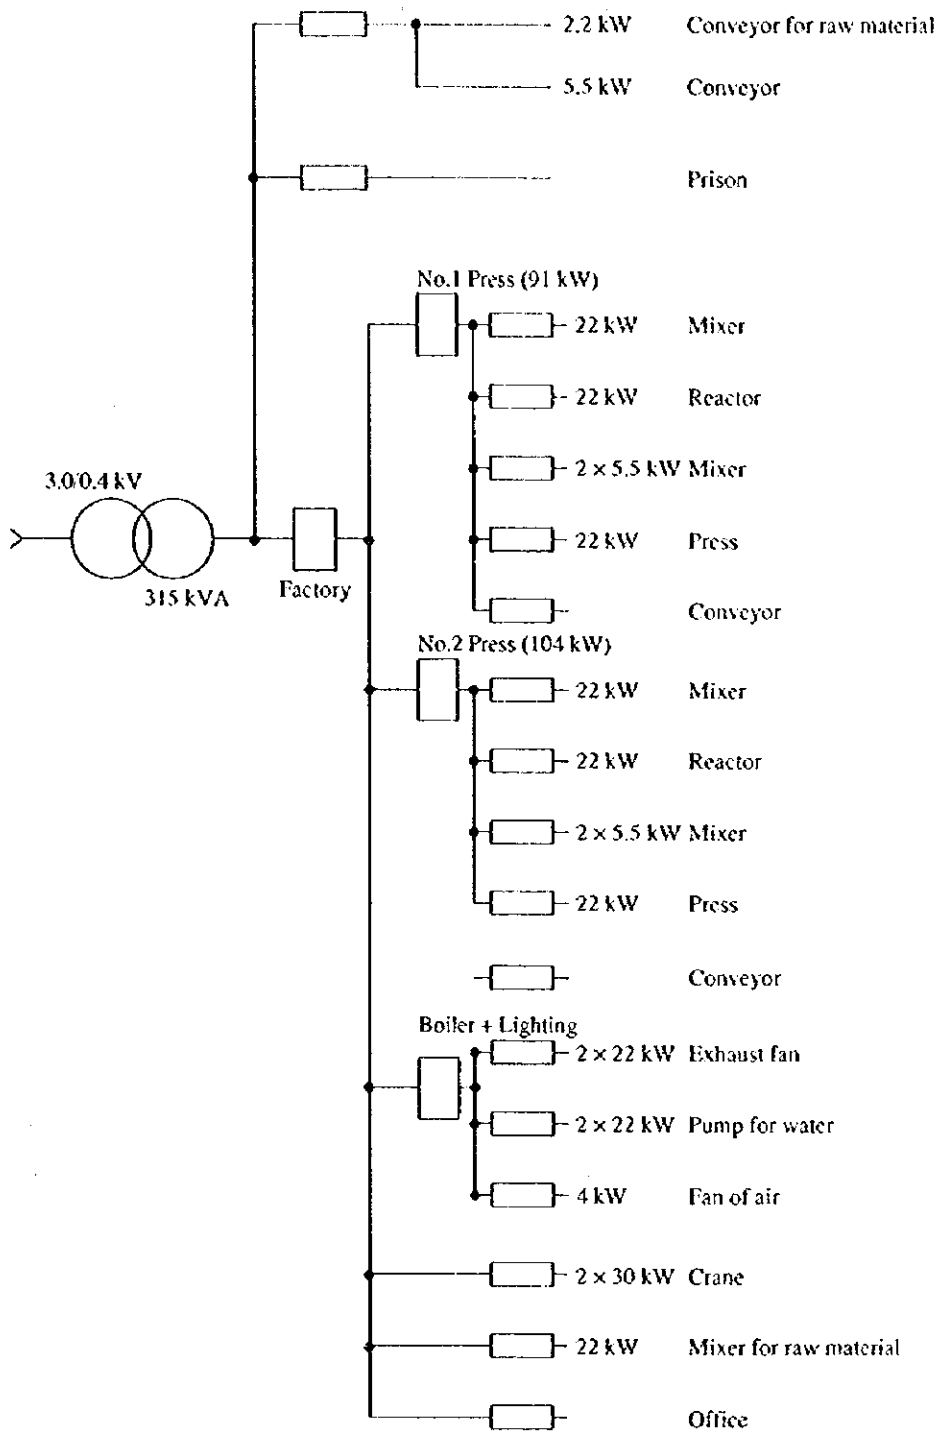 2.2 kW Conveyor for raw material
5.5 kW Conveyor
Prison
No.1 Press (91 kW)
22 kW Mixer
22 kW Reactor
2 × 5.5 kW Mixer
3.0/0.4 kV
22 kW Press
Factory
315 kVA
Conveyor
No.2 Press (104 kW)
22 kW Mixer
22 kW Reactor
2 × 5.5 kW Mixer
22 kW Press
Conveyor
Boiler + Lighting
2 × 22 kW Exhaust fan
2 × 22 kW Pump for water
4 kW Fan of air
2 × 30 kW Crane
22 kW Mixer for raw material
Office